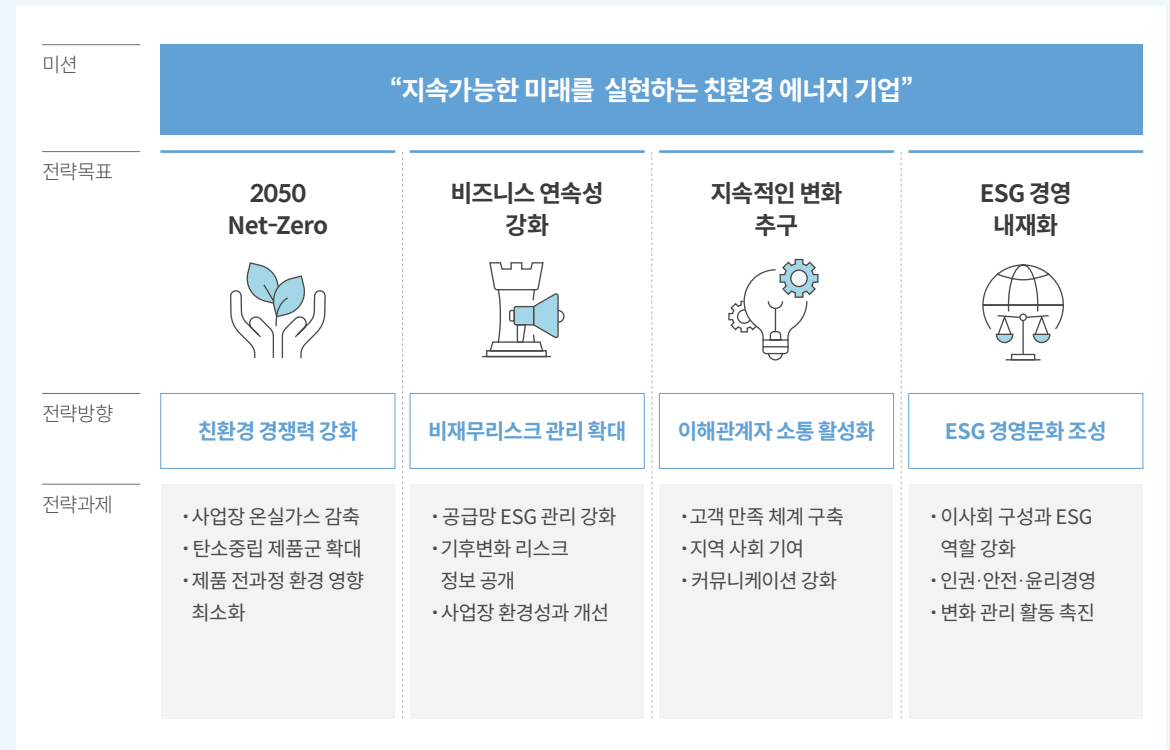 미션
“지속가능한 미래를 실현하는 친환경 에너지 기업”
전략목표
2050
Net-Zero
비즈니스 연속성
강화
지속적인 변화
추구
ESG 경영
내재화
전략방향
친환경 경쟁력 강화
비재무리스크 관리 확대
이해관계자 소통 활성화
ESG 경영문화 조성
전략과제
· 사업장 온실가스 감축
· 탄소중립 제품군 확대
· 제품 전과정 환경 영향
최소화
· 공급망 ESG 관리 강화
· 기후변화 리스크
정보 공개
· 사업장 환경성과 개선
· 고객 만족 체계 구축
· 지역 사회 기여
· 커뮤니케이션 강화
· 이사회 구성과 ESG
역할 강화
· 인권·안전·윤리경영
· 변화 관리 활동 촉진